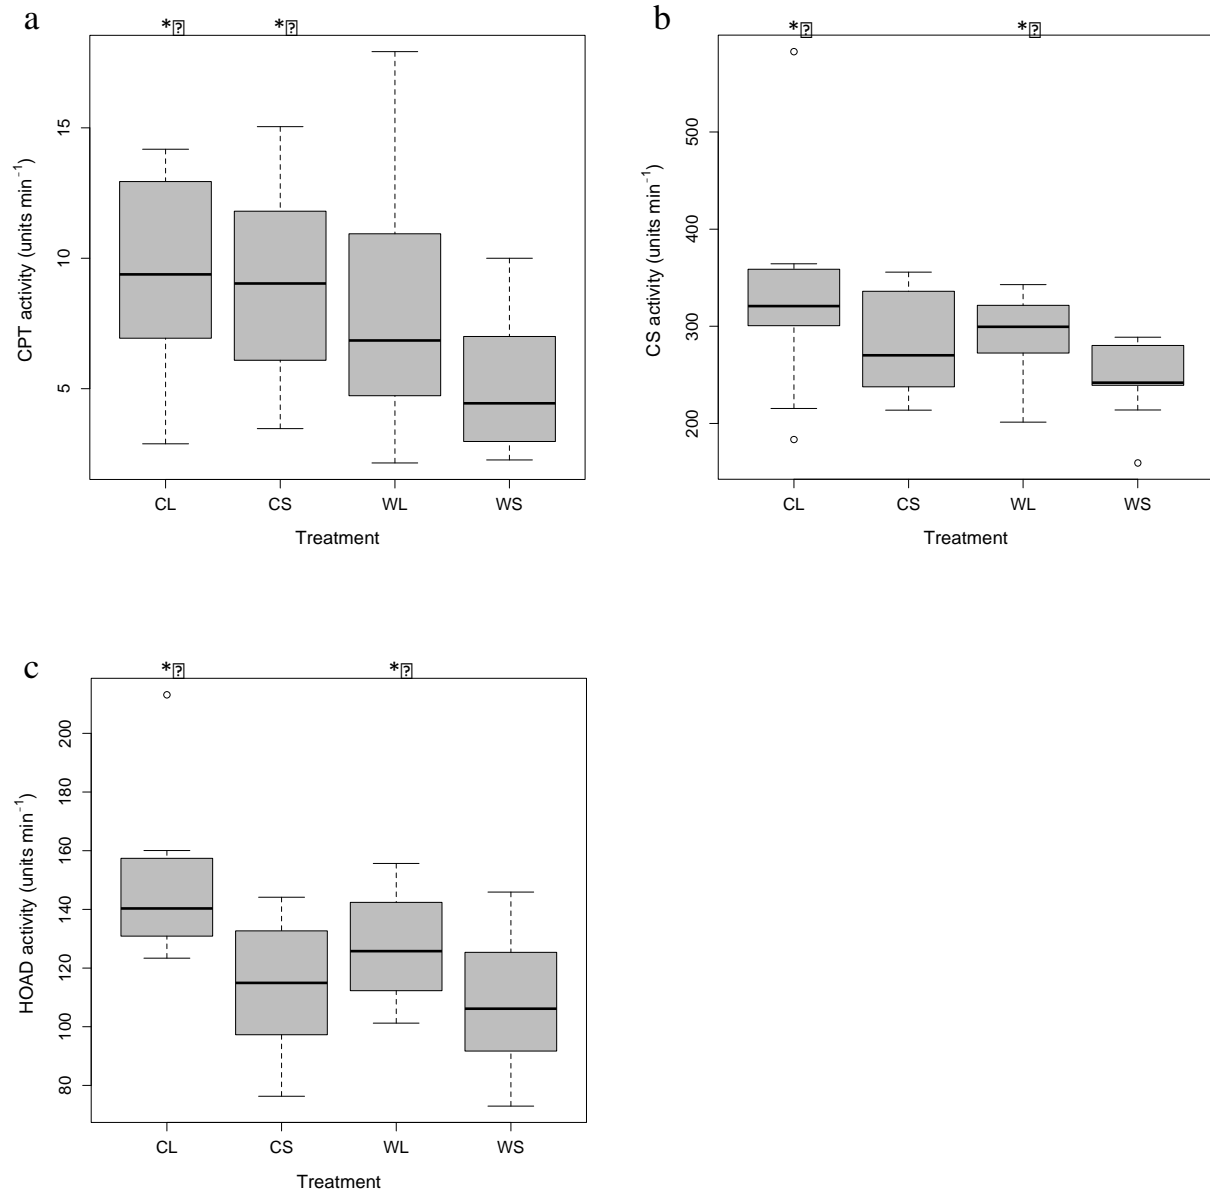 a
*⍰ *⍰
CPT activity (units min⁻¹)
15
10
5
CL CS WL WS
Treatment
b
*⍰ *⍰
CS activity (units min⁻¹)
500
400
300
200
CL CS WL WS
Treatment
c
*⍰ *⍰
HOAD activity (units min⁻¹)
200
180
160
140
120
100
80
CL CS WL WS
Treatment